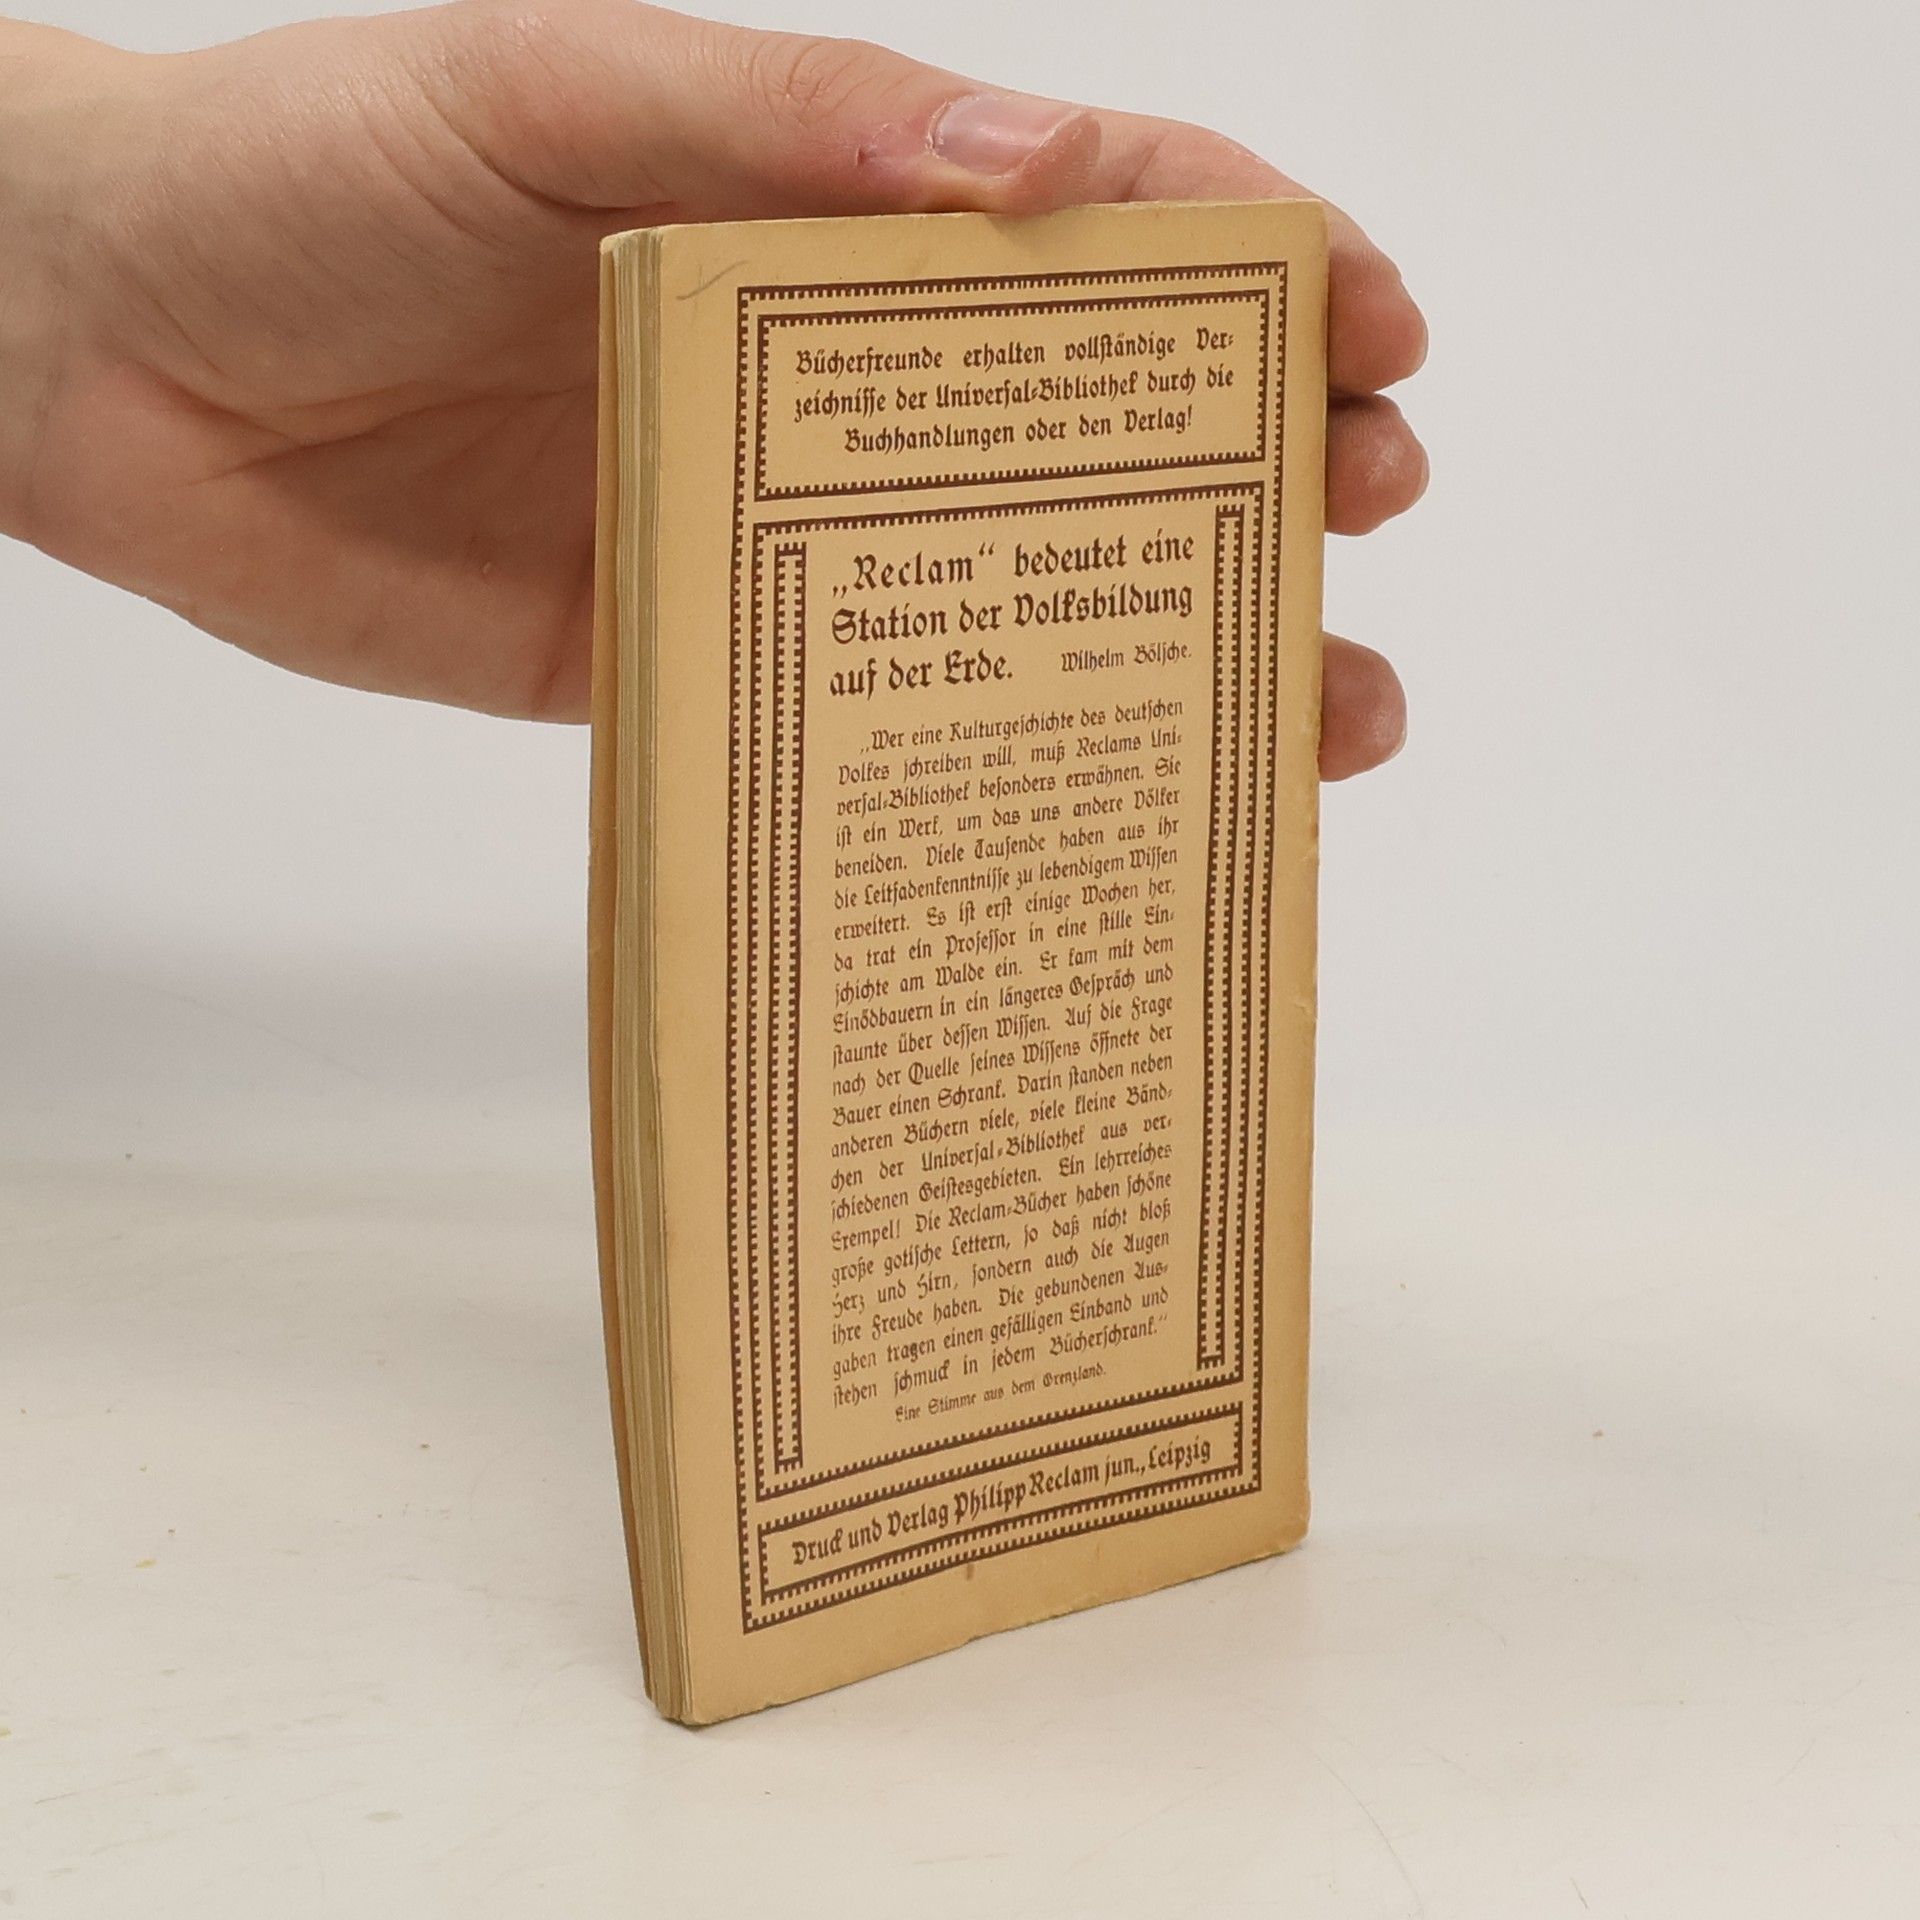 Bücherfreunde erhalten vollständige Ver-
zeichnisse der Universal-Bibliothek durch die
Buchhandlungen oder den Verlag!
„Reclam“ bedeutet eine
Station der Volksbildung
auf der Erde. Wilhelm Bölsche.
„Wer eine Kulturgeschichte des deutschen
Volkes schreiben will, muß Reclams Uni-
versal-Bibliothek besonders erwähnen. Sie
ist ein Werk, um das uns andere Völker
beneiden. Viele Tausende haben aus ihr
die Leitfadenkenntnisse zu lebendigem Wissen
erweitert. Es ist erst einige Wochen her,
da trat ein Professor in eine stille Ein-
schichte am Walde ein. Er kam mit dem
Einödbauern in ein längeres Gespräch und
staunte über dessen Wissen. Auf die Frage
nach der Quelle seines Wissens öffnete der
Bauer einen Schrank. Darin standen neben
anderen Büchern viele, viele kleine Bänd-
chen der Universal-Bibliothek aus ver-
schiedenen Geistesgebieten. Ein lehrreiches
Exempel! Die Reclam-Bücher haben schöne
große gotische Lettern, so daß nicht bloß
Herz und Hirn, sondern auch die Augen
ihre Freude haben. Die gebundenen Aus-
gaben tragen einen gefälligen Einband und
stehen schmuck in jedem Bücherschrank.“
Eine Stimme aus dem Grenzland.
Druck und Verlag Philipp Reclam jun., Leipzig